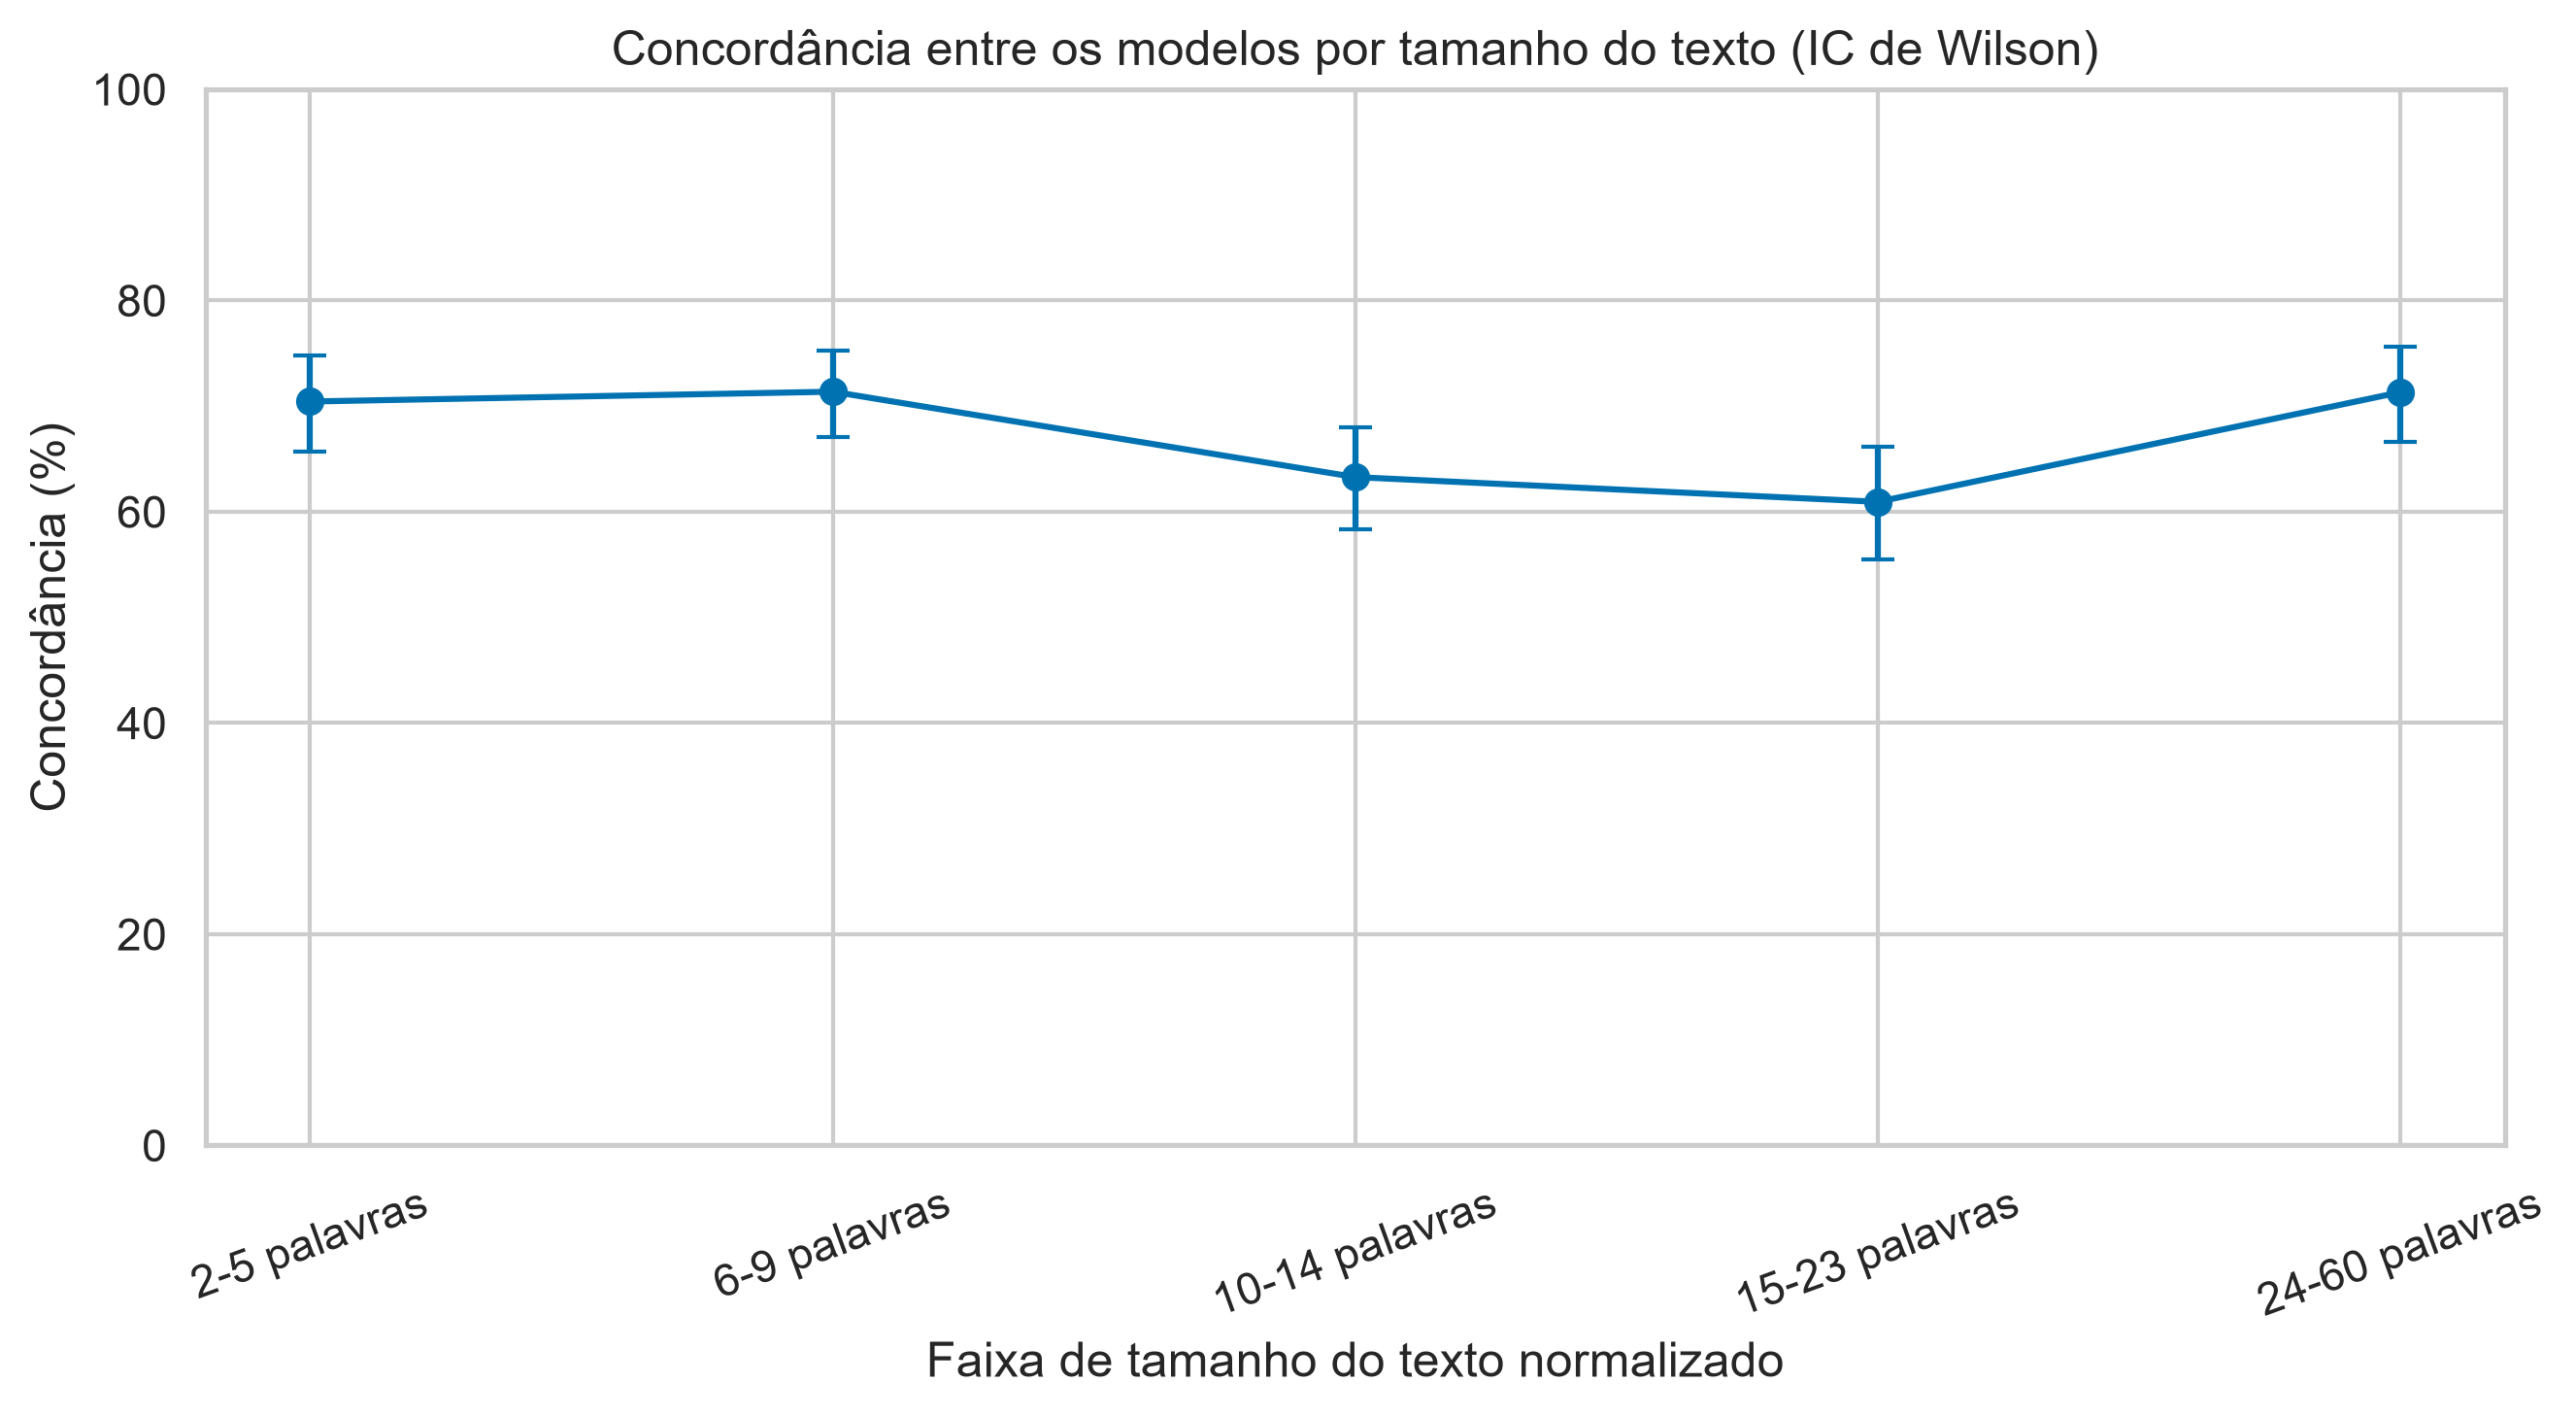 Concordância entre os modelos por tamanho do texto (IC de Wilson)
100
80
60
40
20
0
Concordância (%)
2-5 palavras
6-9 palavras
10-14 palavras
15-23 palavras
24-60 palavras
Faixa de tamanho do texto normalizado